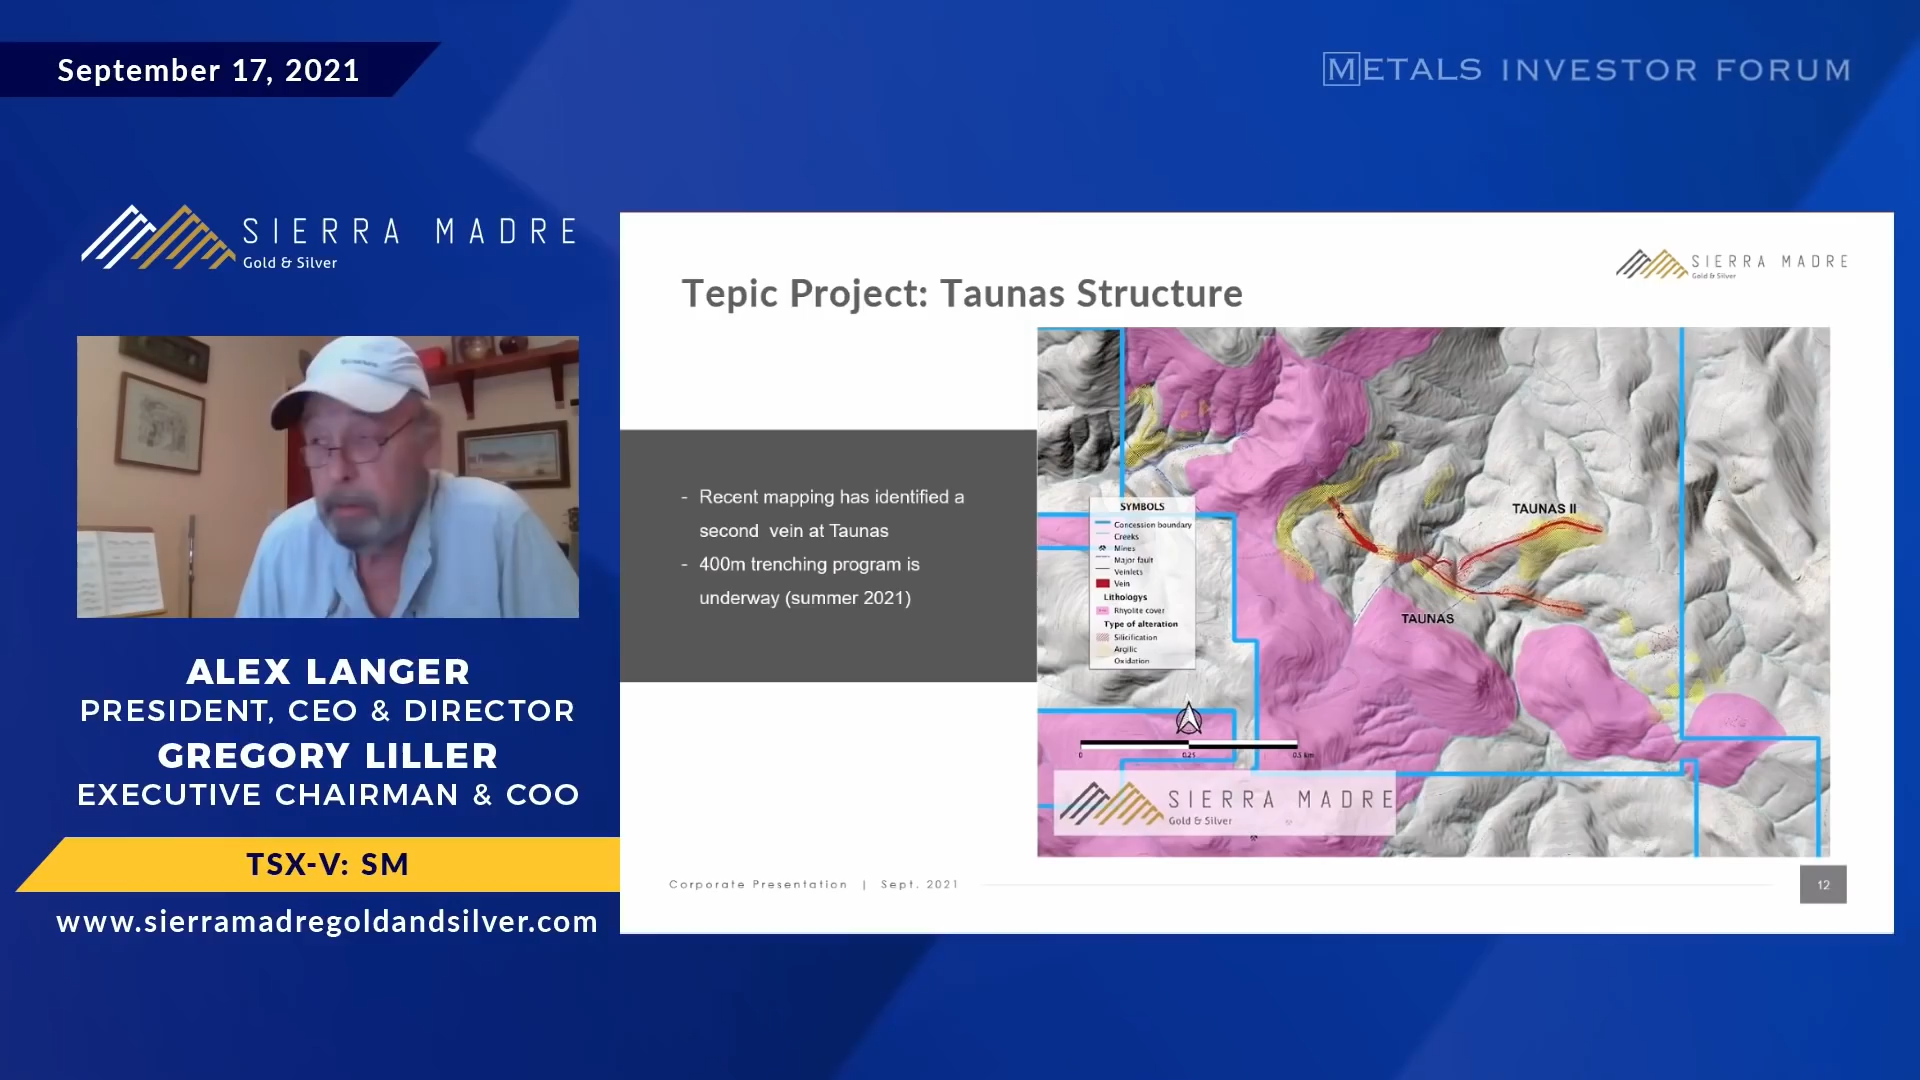 September 17, 2021
METALS INVESTOR FORUM
SIERRA MADRE
Gold & Silver
ALEX LANGER
PRESIDENT, CEO & DIRECTOR
GREGORY LILLER
EXECUTIVE CHAIRMAN & COO
TSX-V: SM
www.sierramadregoldandsilver.com
SIERRA MADRE
Gold & Silver
Tepic Project: Taunas Structure
- Recent mapping has identified a
second vein at Taunas
- 400m trenching program is
underway (summer 2021)
TAUNAS II
TAUNAS
SYMBOLS
Concession boundary
Creeks
Mines
Major fault
Veinlets
Vein
Lithologys
Rhyolite cover
Type of alteration
Silicification
Argilic
Oxidation
0 0.25 0.5 km
SIERRA MADRE
Gold & Silver
Corporate Presentation | Sept. 2021
12